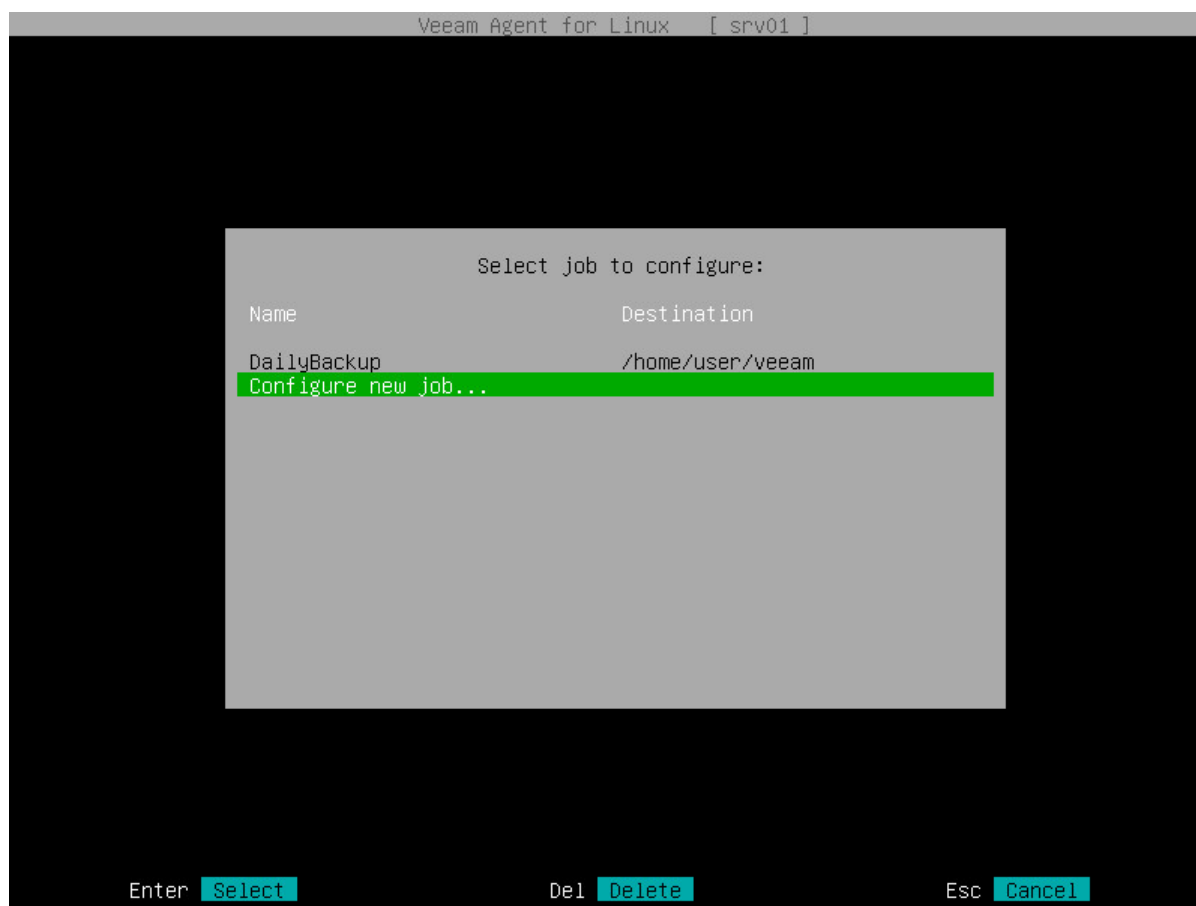 Veeam Agent for Linux [ srv01 ]
Select job to configure:
Name Destination
DailyBackup /home/user/veeam
Configure new job...
Enter Select Del Delete Esc Cancel